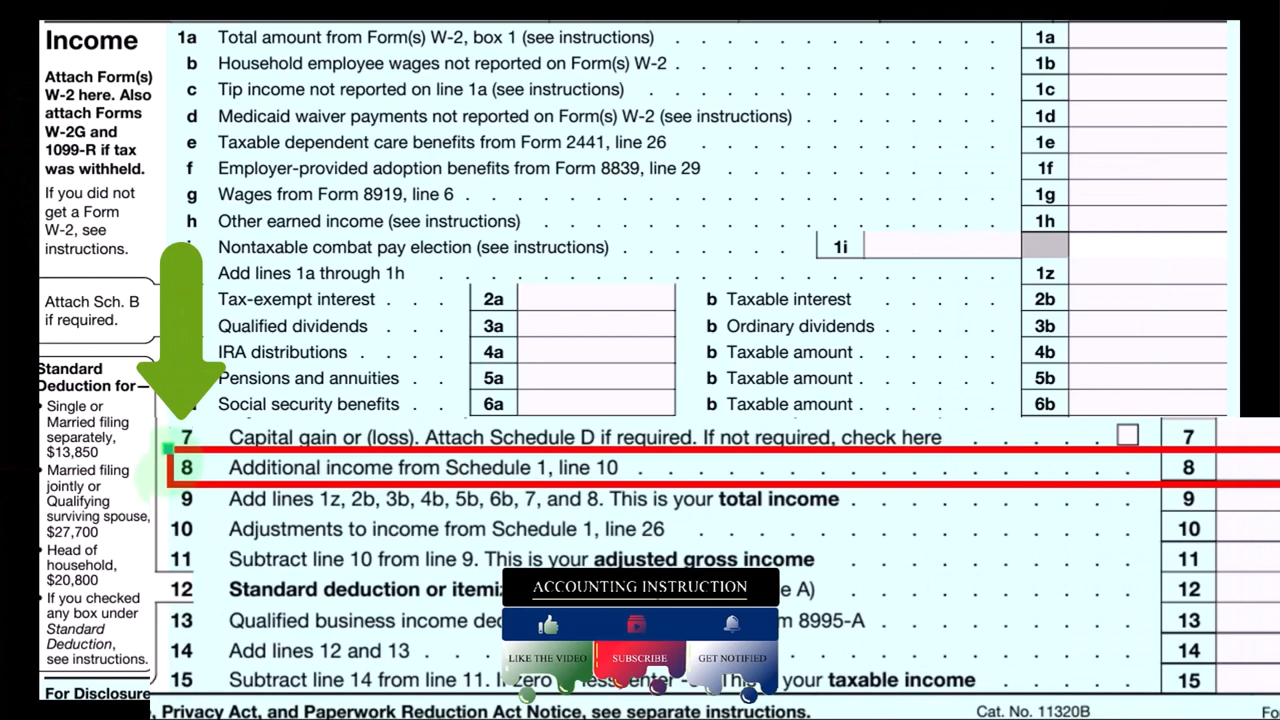 Income
Attach Form(s)
W-2 here. Also
attach Forms
W-2G and
1099-R if tax
was withheld.
If you did not
get a Form
W-2, see
instructions.
Attach Sch. B
if required.
Standard
Deduction for—
• Single or
Married filing
separately,
$13,850
• Married filing
jointly or
Qualifying
surviving spouse,
$27,700
• Head of
household,
$20,800
• If you checked
any box under
Standard
Deduction,
see instructions.
1a Total amount from Form(s) W-2, box 1 (see instructions) . . . . . . . . . . . . . 1a
b Household employee wages not reported on Form(s) W-2 . . . . . . . . . . . . . 1b
c Tip income not reported on line 1a (see instructions) . . . . . . . . . . . . . . 1c
d Medicaid waiver payments not reported on Form(s) W-2 (see instructions) . . . . . . . . 1d
e Taxable dependent care benefits from Form 2441, line 26 . . . . . . . . . . . . 1e
f Employer-provided adoption benefits from Form 8839, line 29 . . . . . . . . . . . 1f
g Wages from Form 8919, line 6 . . . . . . . . . . . . . . . . . . . . . 1g
h Other earned income (see instructions) . . . . . . . . . . . . . . . . . . 1h
Nontaxable combat pay election (see instructions) . . . . . . . 1i
Add lines 1a through 1h . . . . . . . . . . . . . . . . . . . . . 1z
Tax-exempt interest . . . 2a b Taxable interest . . . . . 2b
Qualified dividends . . . 3a b Ordinary dividends . . . . . 3b
IRA distributions . . . . 4a b Taxable amount . . . . . . 4b
Pensions and annuities . . 5a b Taxable amount . . . . . . 5b
Social security benefits . . 6a b Taxable amount . . . . . . 6b
7 Capital gain or (loss). Attach Schedule D if required. If not required, check here . . . . . 7
8 Additional income from Schedule 1, line 10 . . . . . . . . . . . . . . . . . 8
9 Add lines 1z, 2b, 3b, 4b, 5b, 6b, 7, and 8. This is your total income . . . . . . . . . 9
10 Adjustments to income from Schedule 1, line 26 . . . . . . . . . . . . . . . 10
11 Subtract line 10 from line 9. This is your adjusted gross income . . . . . . . . . . 11
12 Standard deduction or itemi e A) . . . . . . . . . . 12
13 Qualified business income dec m 8995-A . . . . . . . . 13
14 Add lines 12 and 13 . . . . . . . . . . . . 14
15 Subtract line 14 from line 11. If zero less enter -0- This your taxable income . . . . . 15
ACCOUNTING INSTRUCTION
LIKE THE VIDEO SUBSCRIBE GET NOTIFIED
For Disclosure, Privacy Act, and Paperwork Reduction Act Notice, see separate instructions. Cat. No. 11320B Fo